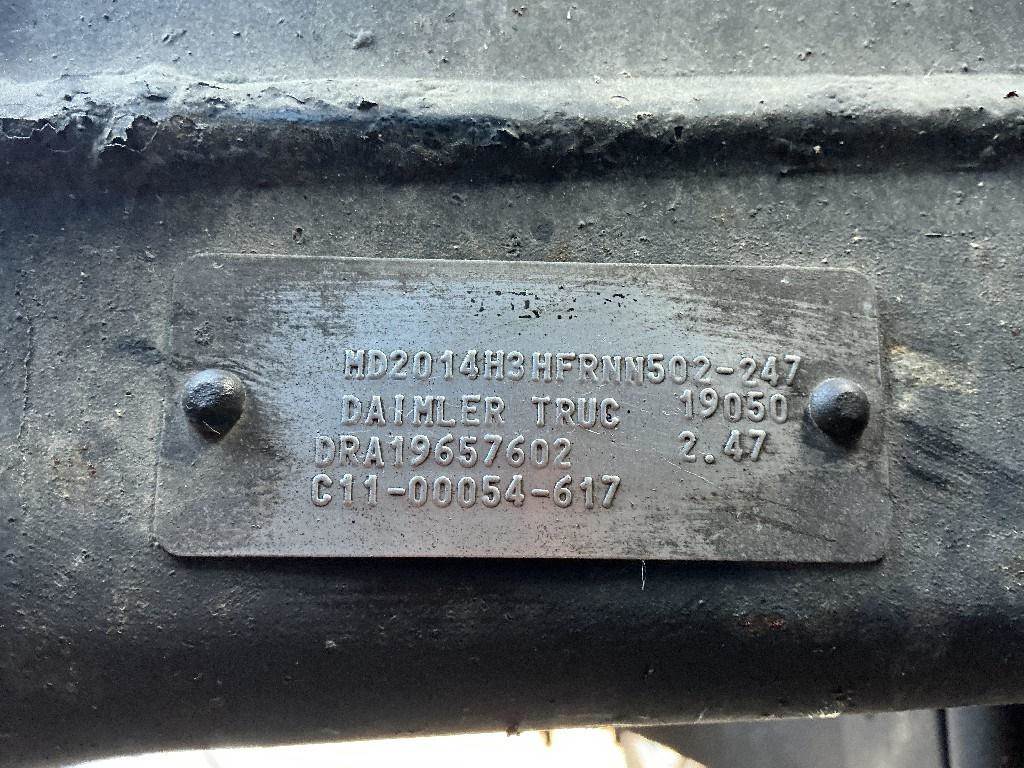 MD2014H3HFRNN502-247
DAIMLER TRUC 19050
DRA19657602 2.47
C11-00054-617